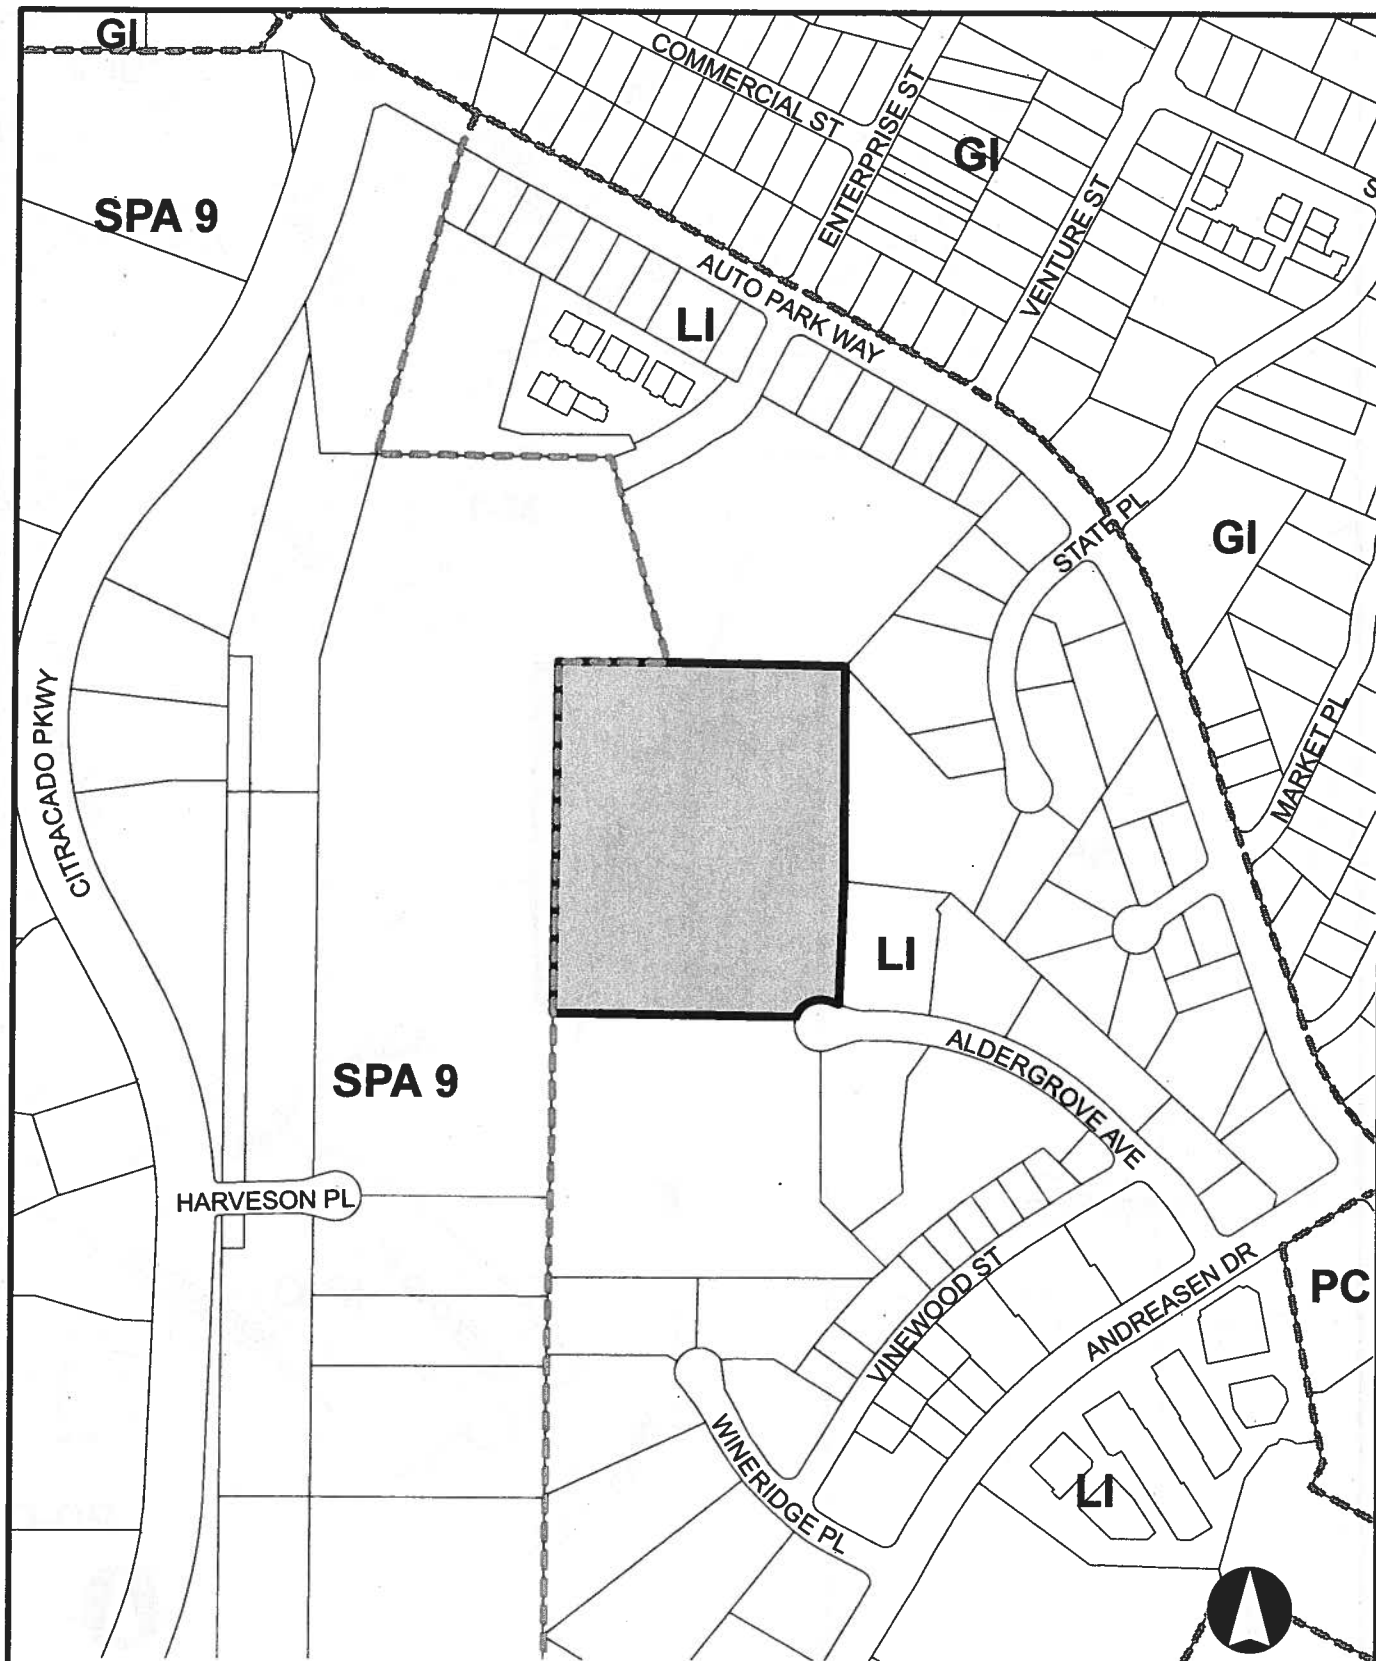 GI
COMMERCIAL ST
ENTERPRISE ST
GI
SPA 9
VENTURE ST
S
AUTO PARK WAY
LI
STATE PL
GI
CITRACADO PKWY
MARKET PL
LI
ALDERGROVE AVE
SPA 9
HARVESON PL
VINEWOOD ST
ANDREASEN DR
PC
WINERIDGE PL
LI